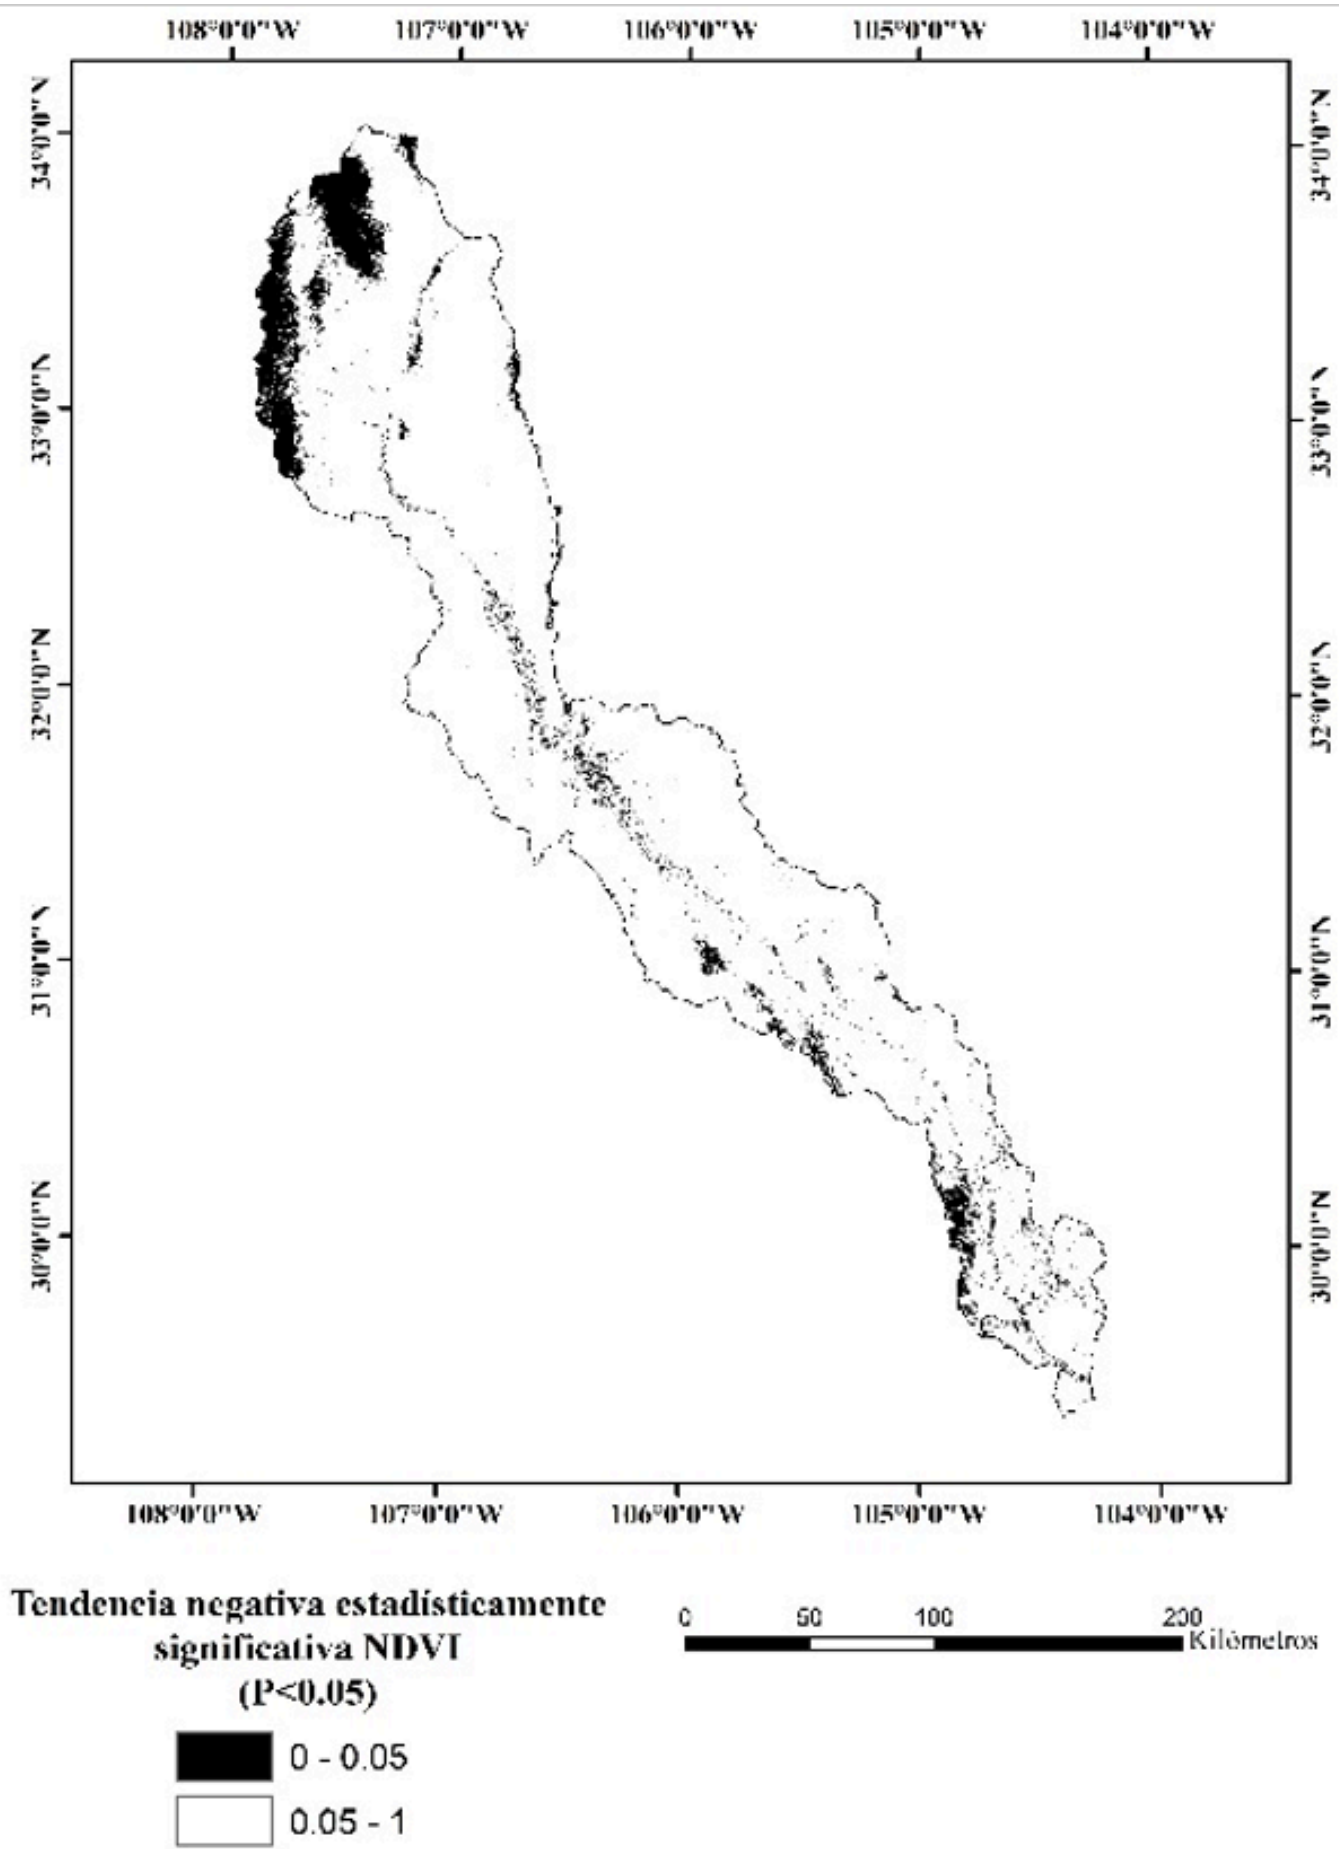 108°0'0"W 107°0'0"W 106°0'0"W 105°0'0"W 104°0'0"W
34°0'0"N 34°0'0"N
33°0'0"N 33°0'0"N
32°0'0"N 32°0'0"N
31°0'0"N 31°0'0"N
30°0'0"N 30°0'0"N
108°0'0"W 107°0'0"W 106°0'0"W 105°0'0"W 104°0'0"W
Tendencia negativa estadísticamente
significativa NDVI
(P<0.05)
0 50 100 200
Kilómetros
0 - 0.05
0.05 - 1